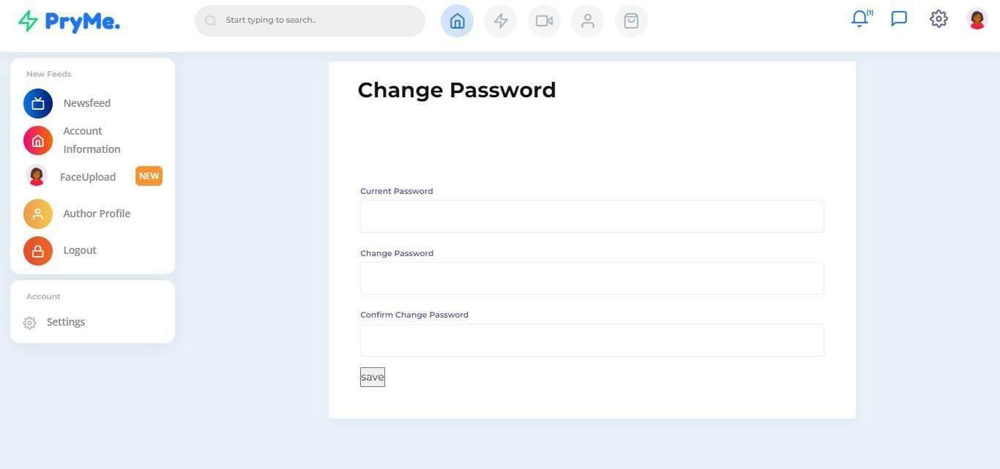 PryMe.
Start typing to search..
(1)
New Feeds
Newsfeed
Account
Information
FaceUpload
NEW
Author Profile
Logout
Account
Settings
Change Password
Current Password
Change Password
Confirm Change Password
save